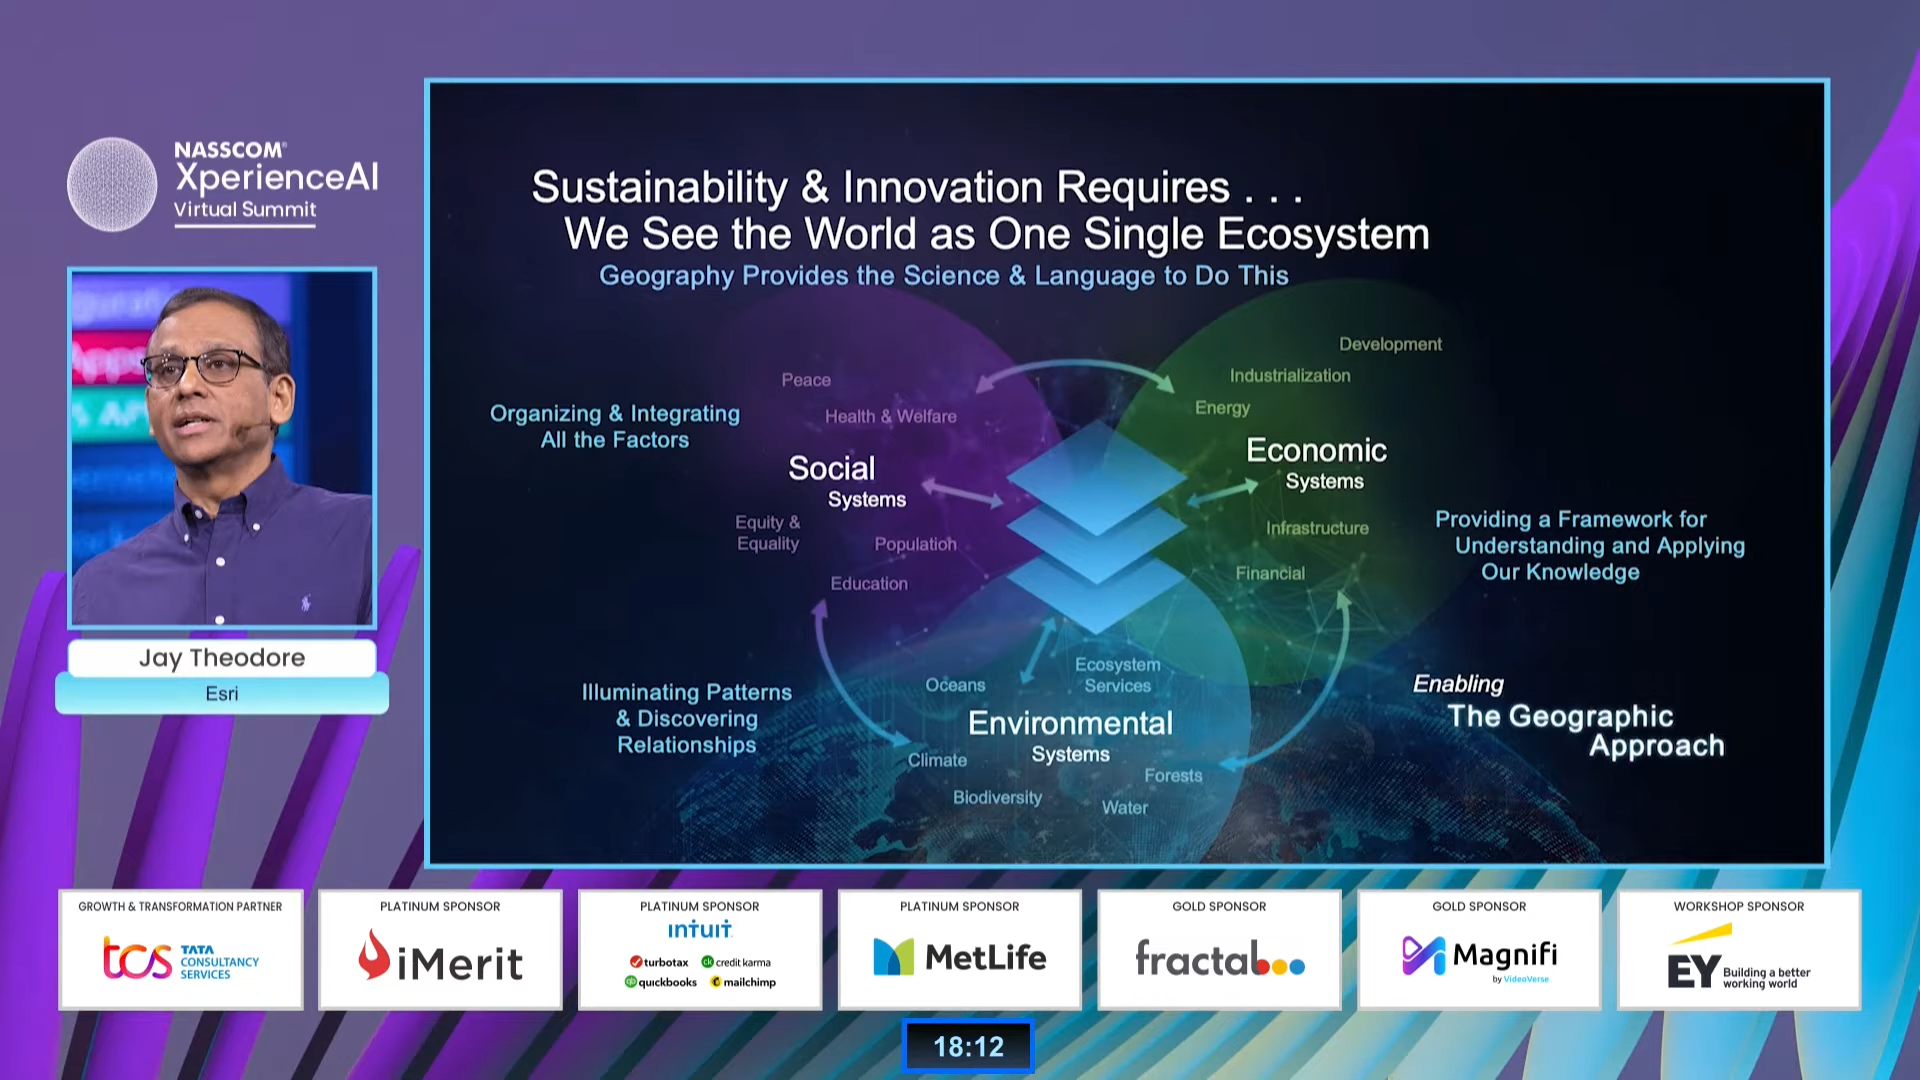 NASSCOM®
XperienceAI
Virtual Summit
Jay Theodore
Esri
Sustainability & Innovation Requires . . .
We See the World as One Single Ecosystem
Geography Provides the Science & Language to Do This
Organizing & Integrating
All the Factors
Peace
Health & Welfare
Social
Systems
Equity &
Equality
Population
Education
Development
Industrialization
Energy
Economic
Systems
Infrastructure
Financial
Providing a Framework for
Understanding and Applying
Our Knowledge
Illuminating Patterns
& Discovering
Relationships
Oceans
Ecosystem
Services
Environmental
Systems
Climate
Forests
Biodiversity
Water
Enabling
The Geographic
Approach
GROWTH & TRANSFORMATION PARTNER
tcs
TATA
CONSULTANCY
SERVICES
PLATINUM SPONSOR
iMerit
PLATINUM SPONSOR
intuit
turbotax
ck credit karma
qb quickbooks
mailchimp
PLATINUM SPONSOR
MetLife
GOLD SPONSOR
fractal
GOLD SPONSOR
Magnifi
by VideoVerse
WORKSHOP SPONSOR
EY
Building a better
working world
18:12